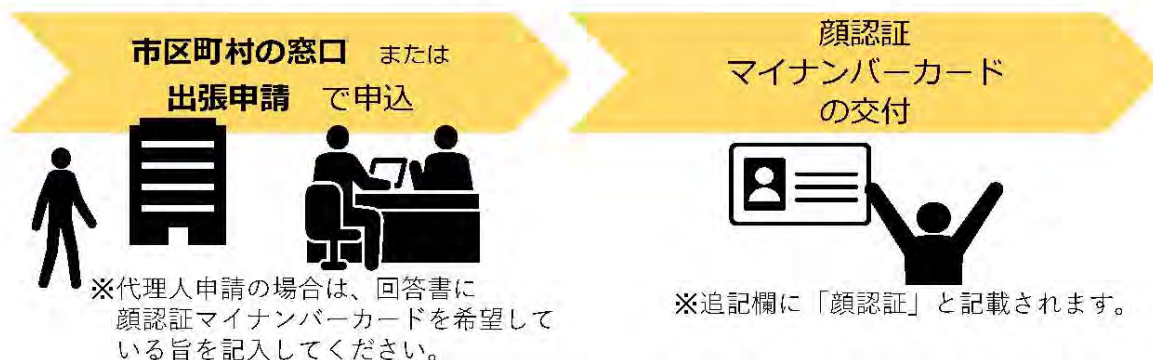 市区町村の窓口　または
出張申請　で申込
※代理人申請の場合は、回答書に
顔認証マイナンバーカードを希望して
いる旨を記入してください。
顔認証
マイナンバーカード
の交付
※追記欄に「顔認証」と記載されます。